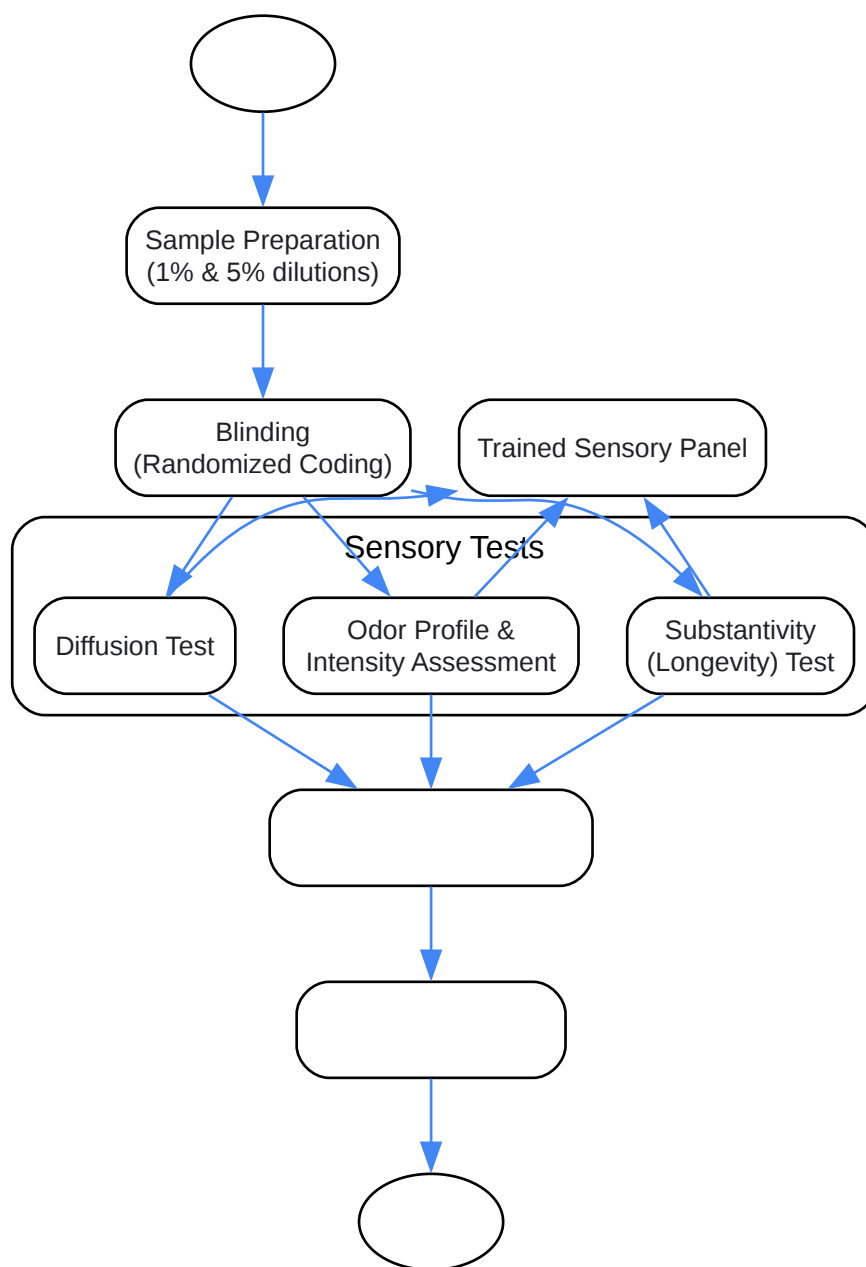 Sample Preparation
(1% & 5% dilutions)
Blinding
(Randomized Coding)
Trained Sensory Panel
Sensory Tests
Diffusion Test
Odor Profile &
Intensity Assessment
Substantivity
(Longevity) Test